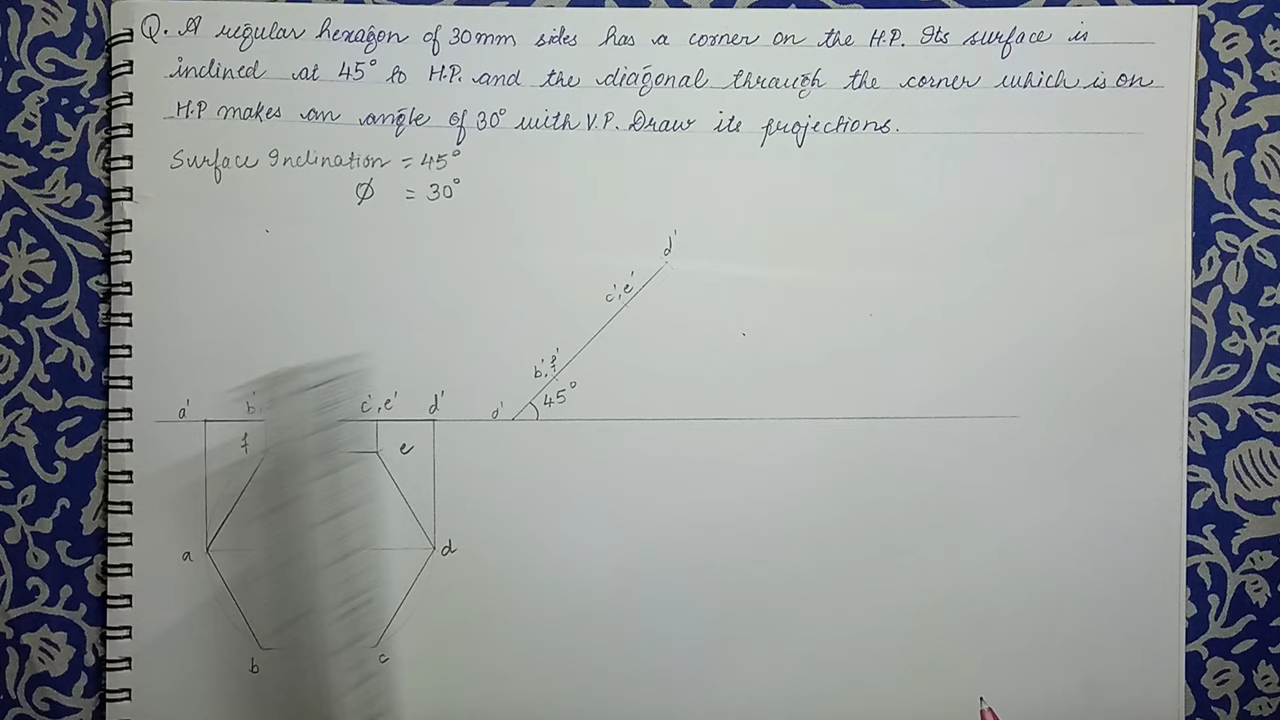 Q. A regular hexagon of 30mm sides has a corner on the H.P. Its surface is
inclined at 45° to H.P. and the diagonal through the corner which is on
H.P makes an angle of 30° with V.P. Draw its projections.
Surface Inclination = 45°
Ø = 30°
d'
c', e'
b', f'
45°
a' b', c', e' d' a'
f e
a d
b c